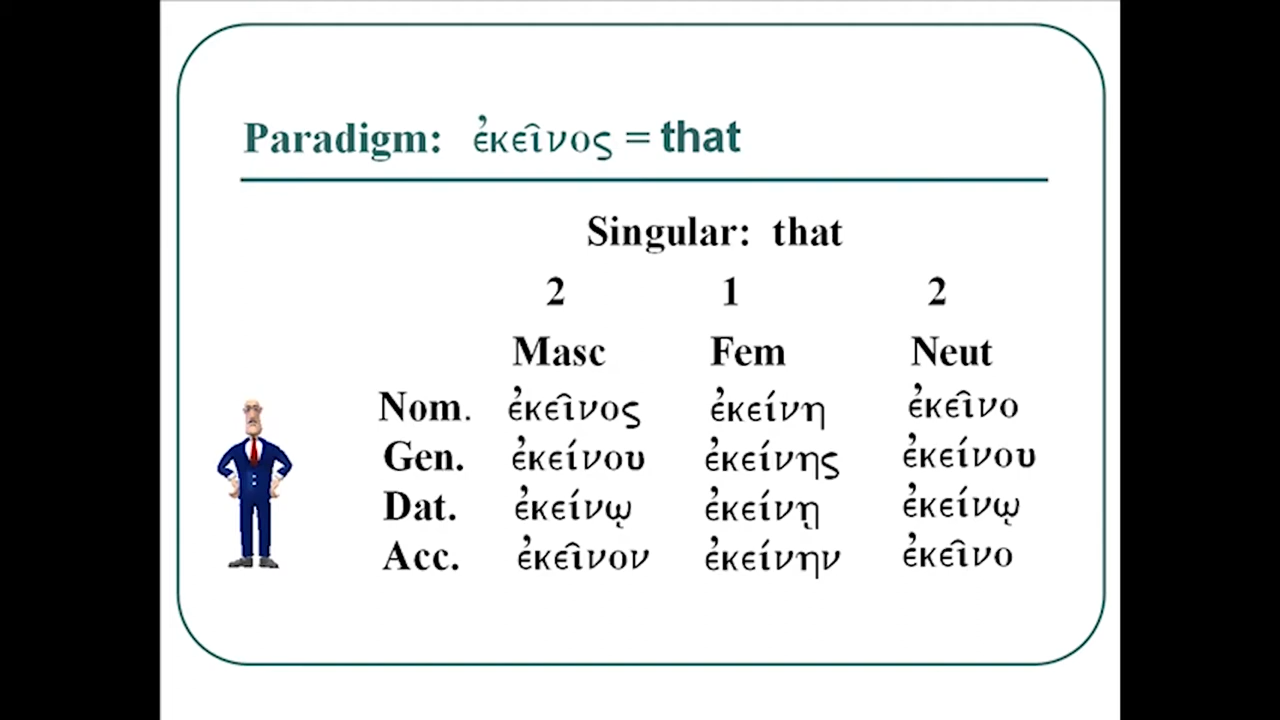 Paradigm: ἐκεῖνος = that
Singular: that
2 1 2
Masc Fem Neut
Nom. ἐκεῖνος ἐκείνη ἐκεῖνο
Gen. ἐκείνου ἐκείνης ἐκείνου
Dat. ἐκείνῳ ἐκείνῃ ἐκείνῳ
Acc. ἐκεῖνον ἐκείνην ἐκεῖνο